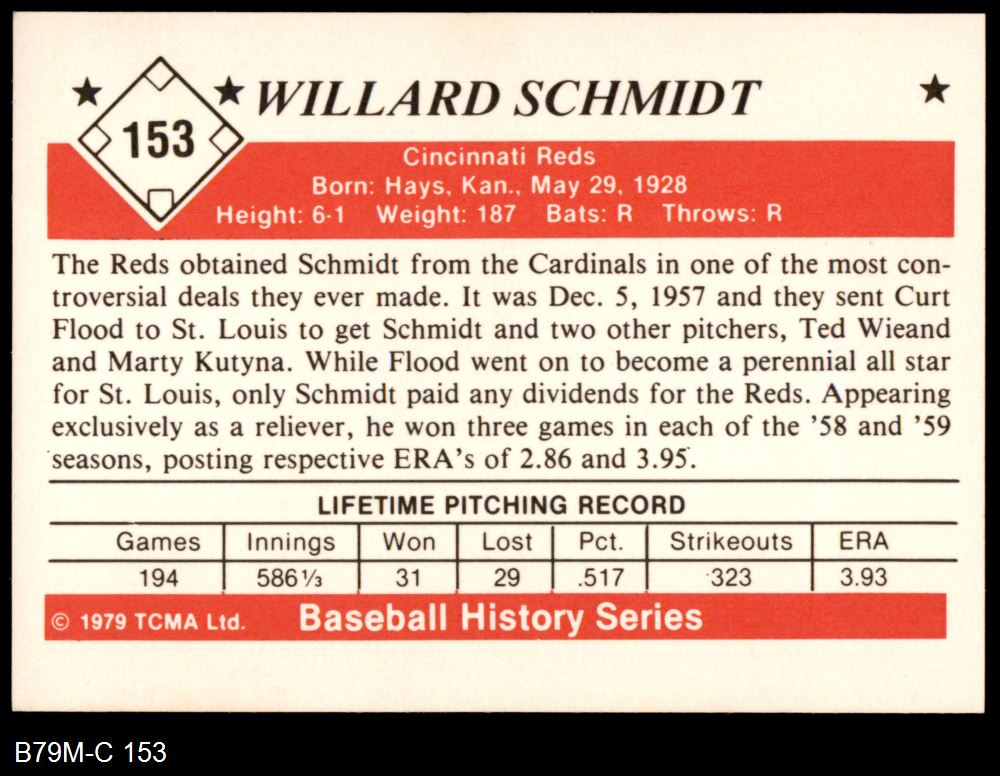 153
WILLARD SCHMIDT
Cincinnati Reds
Born: Hays, Kan., May 29, 1928
Height: 6-1 Weight: 187 Bats: R Throws: R
The Reds obtained Schmidt from the Cardinals in one of the most con-
troversial deals they ever made. It was Dec. 5, 1957 and they sent Curt
Flood to St. Louis to get Schmidt and two other pitchers, Ted Wieand
and Marty Kutyna. While Flood went on to become a perennial all star
for St. Louis, only Schmidt paid any dividends for the Reds. Appearing
exclusively as a reliever, he won three games in each of the '58 and '59
seasons, posting respective ERA's of 2.86 and 3.95.
LIFETIME PITCHING RECORD
Games Innings Won Lost Pct. Strikeouts ERA
194 586⅓ 31 29 .517 323 3.93
© 1979 TCMA Ltd. Baseball History Series
B79M-C 153